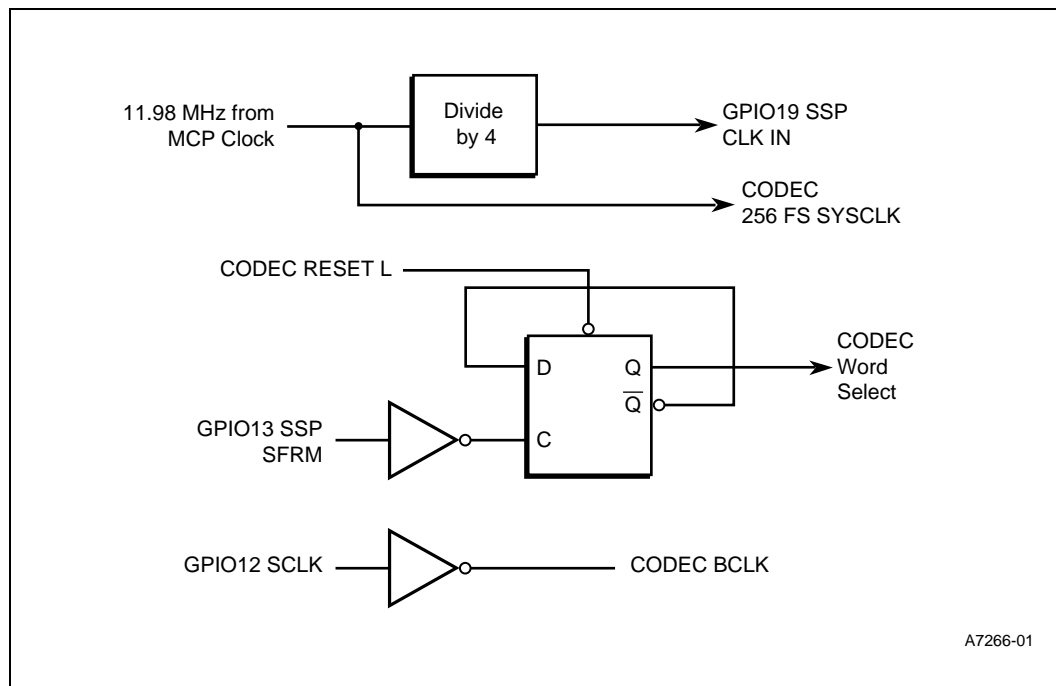 11.98 MHz from
MCP Clock
Divide
by 4
GPIO19 SSP
CLK IN
CODEC
256 FS SYSCLK
CODEC RESET L
D
Q
Q̅
C
CODEC
Word
Select
GPIO13 SSP
SFRM
GPIO12 SCLK
CODEC BCLK
A7266-01